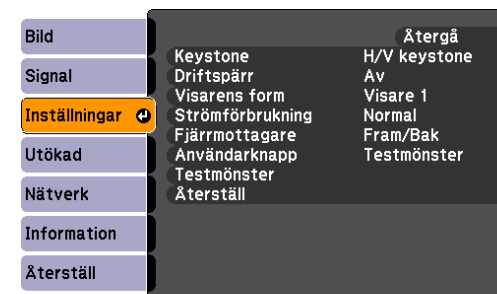 Bild
Signal
Inställningar
Utökad
Nätverk
Information
Återställ
Återgå
Keystone H/V keystone
Driftspärr Av
Visarens form Visare 1
Strömförbrukning Normal
Fjärrmottagare Fram/Bak
Användarknapp Testmönster
Testmönster
Återställ